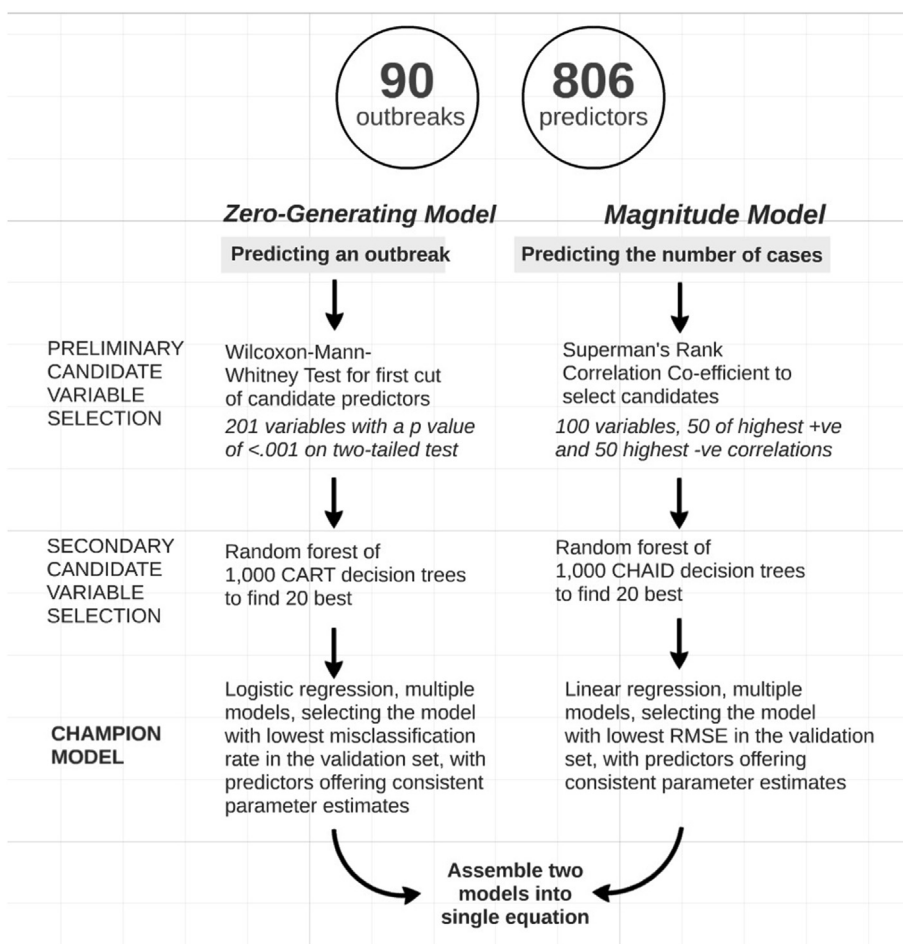 90
outbreaks
806
predictors
Zero-Generating Model
Magnitude Model
Predicting an outbreak
Predicting the number of cases
PRELIMINARY
CANDIDATE
VARIABLE
SELECTION
Wilcoxon-Mann-
Whitney Test for first cut
of candidate predictors
201 variables with a p value
of <.001 on two-tailed test
Superman's Rank
Correlation Co-efficient to
select candidates
100 variables, 50 of highest +ve
and 50 highest -ve correlations
SECONDARY
CANDIDATE
VARIABLE
SELECTION
Random forest of
1,000 CART decision trees
to find 20 best
Random forest of
1,000 CHAID decision trees
to find 20 best
CHAMPION
MODEL
Logistic regression, multiple
models, selecting the model
with lowest misclassification
rate in the validation set, with
predictors offering consistent
parameter estimates
Linear regression, multiple
models, selecting the model
with lowest RMSE in the validation
set, with predictors offering
consistent parameter estimates
Assemble two
models into
single equation